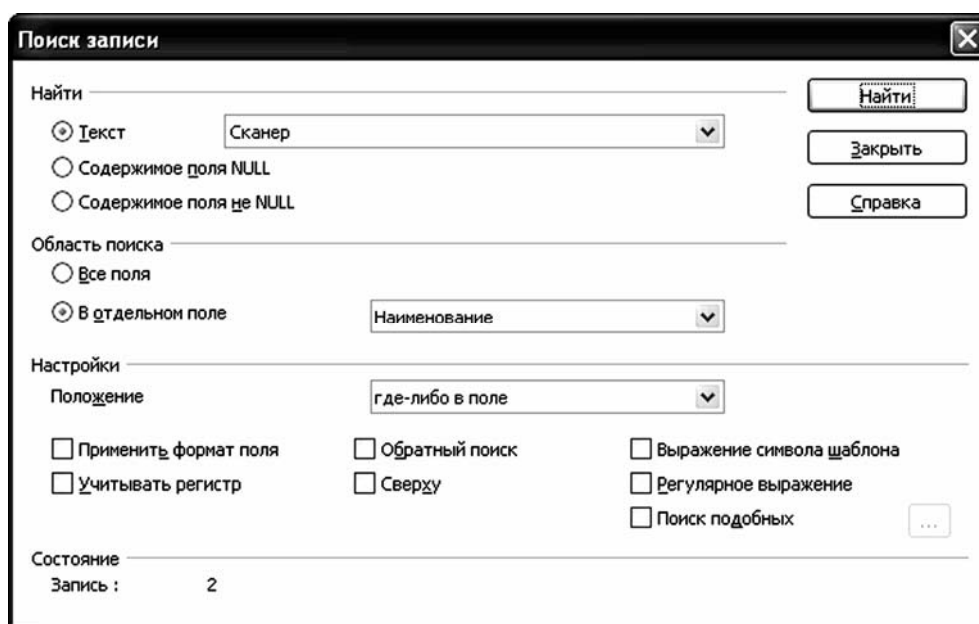 Поиск записи
Найти
Найти
Текст Сканер
Закрыть
Содержимое поля NULL
Содержимое поля не NULL
Справка
Область поиска
Все поля
В отдельном поле Наименование
Настройки
Положение где-либо в поле
Применить формат поля Обратный поиск Выражение символа шаблона
Учитывать регистр Сверху Регулярное выражение
Поиск подобных ...
Состояние
Запись : 2